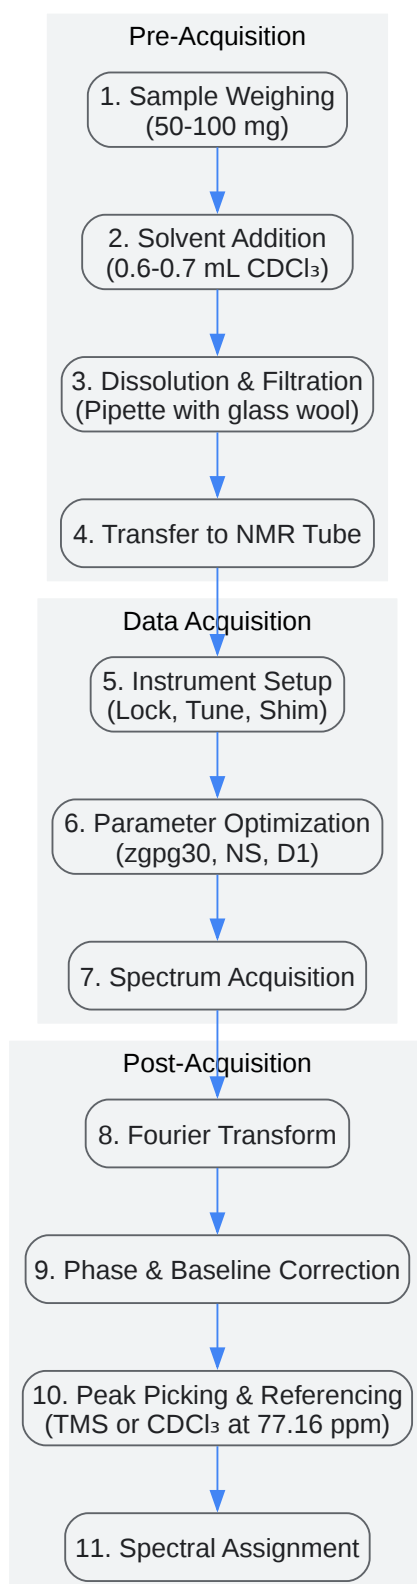 Pre-Acquisition
1. Sample Weighing
(50-100 mg)
2. Solvent Addition
(0.6-0.7 mL CDCl₃)
3. Dissolution & Filtration
(Pipette with glass wool)
4. Transfer to NMR Tube
Data Acquisition
5. Instrument Setup
(Lock, Tune, Shim)
6. Parameter Optimization
(zgpg30, NS, D1)
7. Spectrum Acquisition
Post-Acquisition
8. Fourier Transform
9. Phase & Baseline Correction
10. Peak Picking & Referencing
(TMS or CDCl₃ at 77.16 ppm)
11. Spectral Assignment